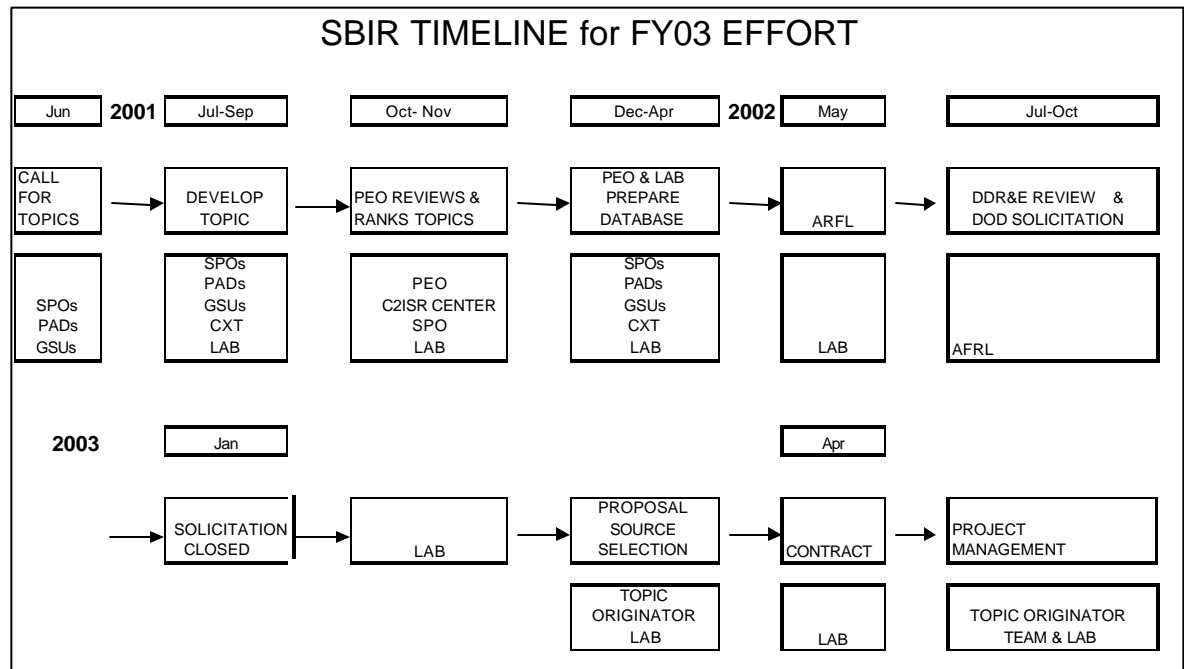 SBIR TIMELINE for FY03 EFFORT
Jun
2001
Jul-Sep
Oct- Nov
Dec-Apr
2002
May
Jul-Oct
CALL
FOR
TOPICS
DEVELOP
TOPIC
PEO REVIEWS &
RANKS TOPICS
PEO & LAB
PREPARE
DATABASE
ARFL
DDR&E REVIEW &
DOD SOLICITATION
SPOs
PADs
GSUs
SPOs
PADs
GSUs
CXT
LAB
PEO
C2ISR CENTER
SPO
LAB
SPOs
PADs
GSUs
CXT
LAB
LAB
AFRL
2003
Jan
Apr
SOLICITATION
CLOSED
LAB
PROPOSAL
SOURCE
SELECTION
CONTRACT
PROJECT
MANAGEMENT
TOPIC
ORIGINATOR
LAB
LAB
TOPIC ORIGINATOR
TEAM & LAB